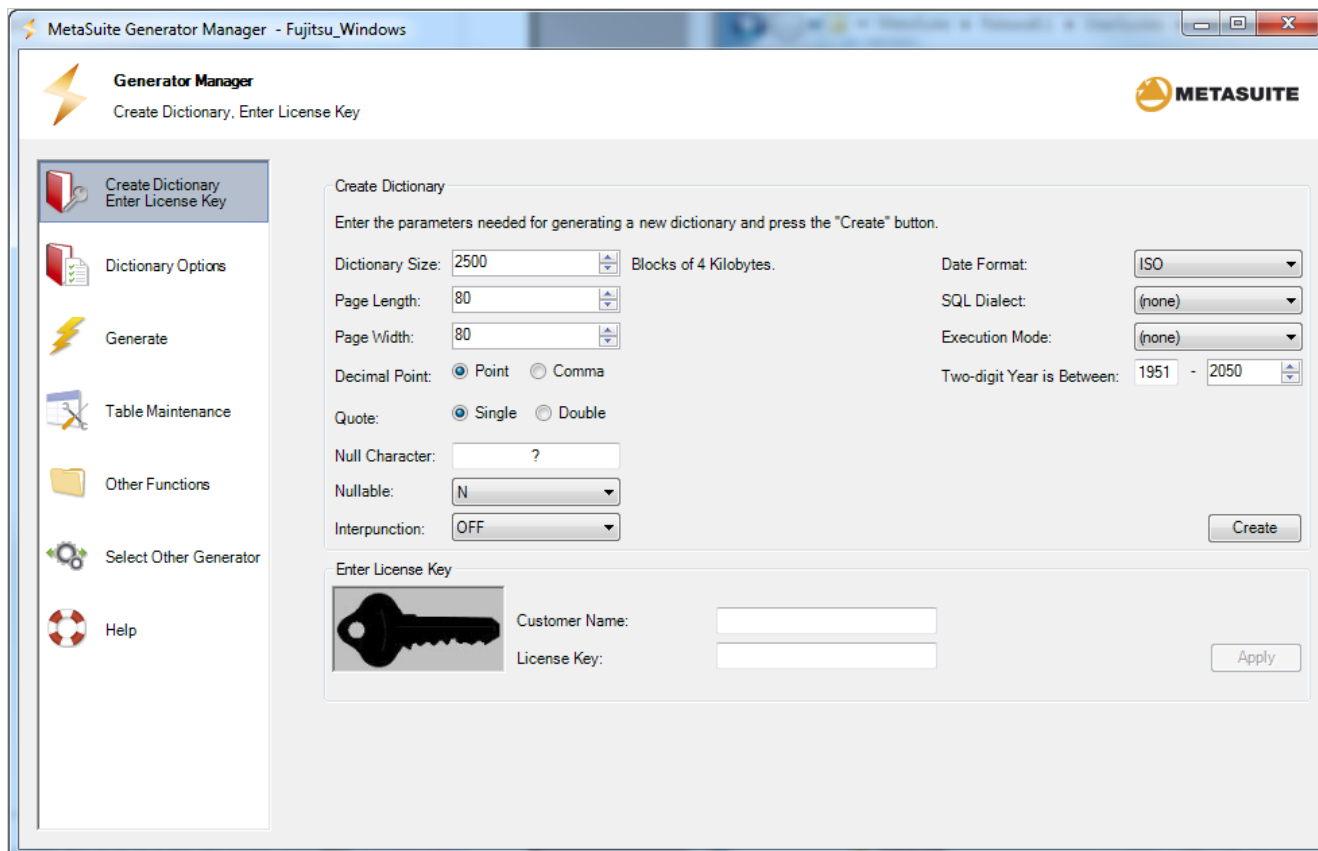 MetaSuite Generator Manager - Fujitsu_Windows
Generator Manager
Create Dictionary, Enter License Key
METASUITE
Create Dictionary
Enter License Key
Dictionary Options
Generate
Table Maintenance
Other Functions
Select Other Generator
Help
Create Dictionary
Enter the parameters needed for generating a new dictionary and press the "Create" button.
Dictionary Size: 2500 Blocks of 4 Kilobytes. Date Format: ISO
Page Length: 80 SQL Dialect: (none)
Page Width: 80 Execution Mode: (none)
Decimal Point: Point Comma Two-digit Year is Between: 1951 - 2050
Quote: Single Double
Null Character: ?
Nullable: N
Interpunction: OFF Create
Enter License Key
Customer Name:
License Key: Apply